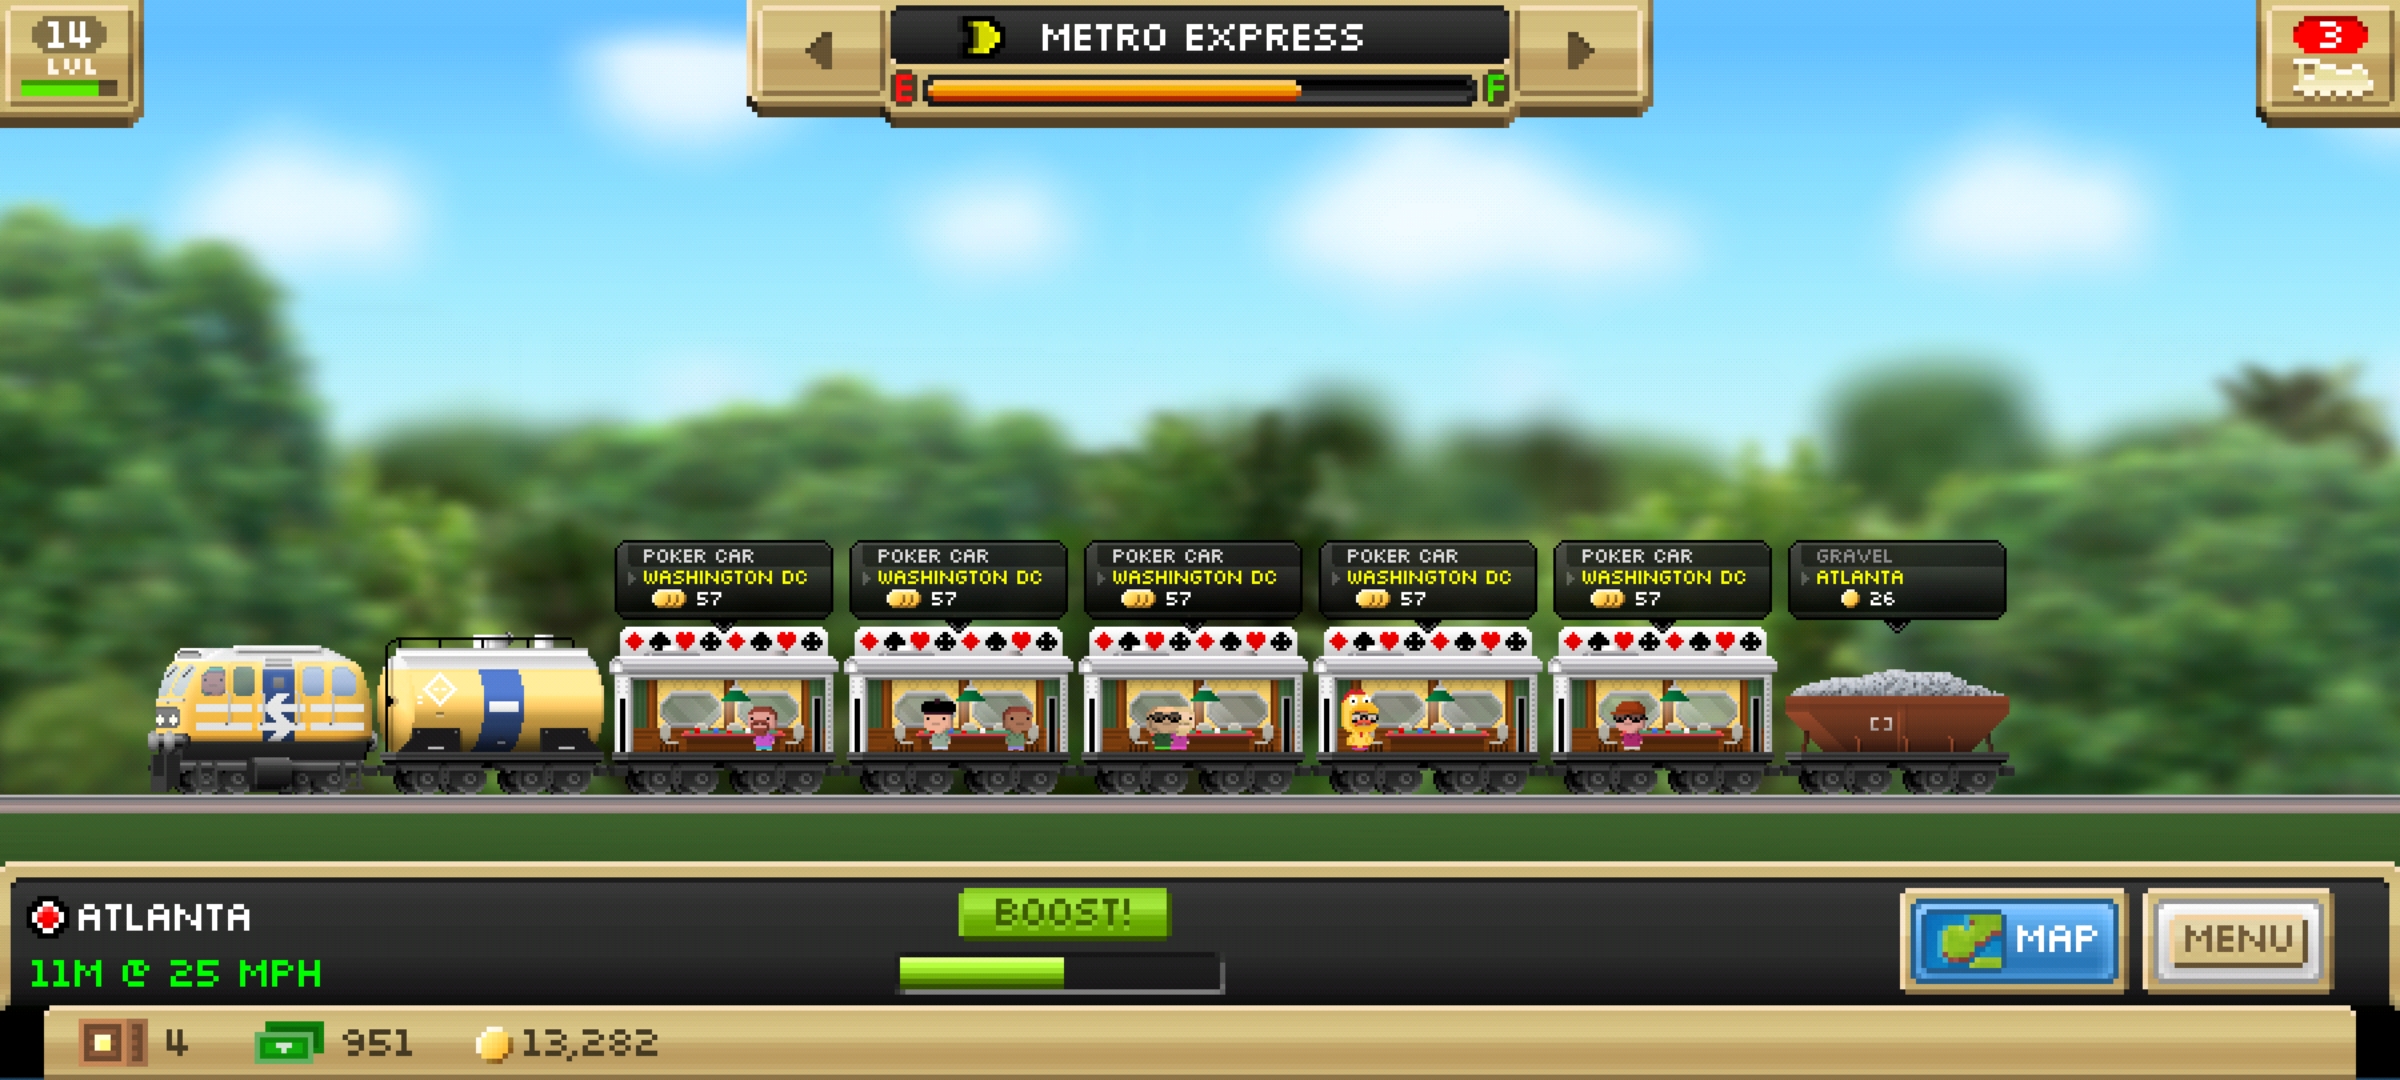 14
LVL
METRO EXPRESS
E F
3
POKER CAR
WASHINGTON DC
57
POKER CAR
WASHINGTON DC
57
POKER CAR
WASHINGTON DC
57
POKER CAR
WASHINGTON DC
57
POKER CAR
WASHINGTON DC
57
GRAVEL
ATLANTA
26
ATLANTA
11M @ 25 MPH
BOOST!
MAP
MENU
4
951
13,282